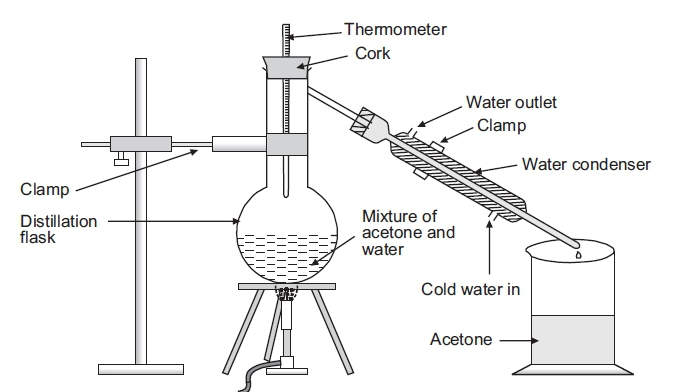 Thermometer
Cork
Water outlet
Clamp
Water condenser
Clamp
Distillation
flask
Mixture of
acetone and
water
Cold water in
Acetone